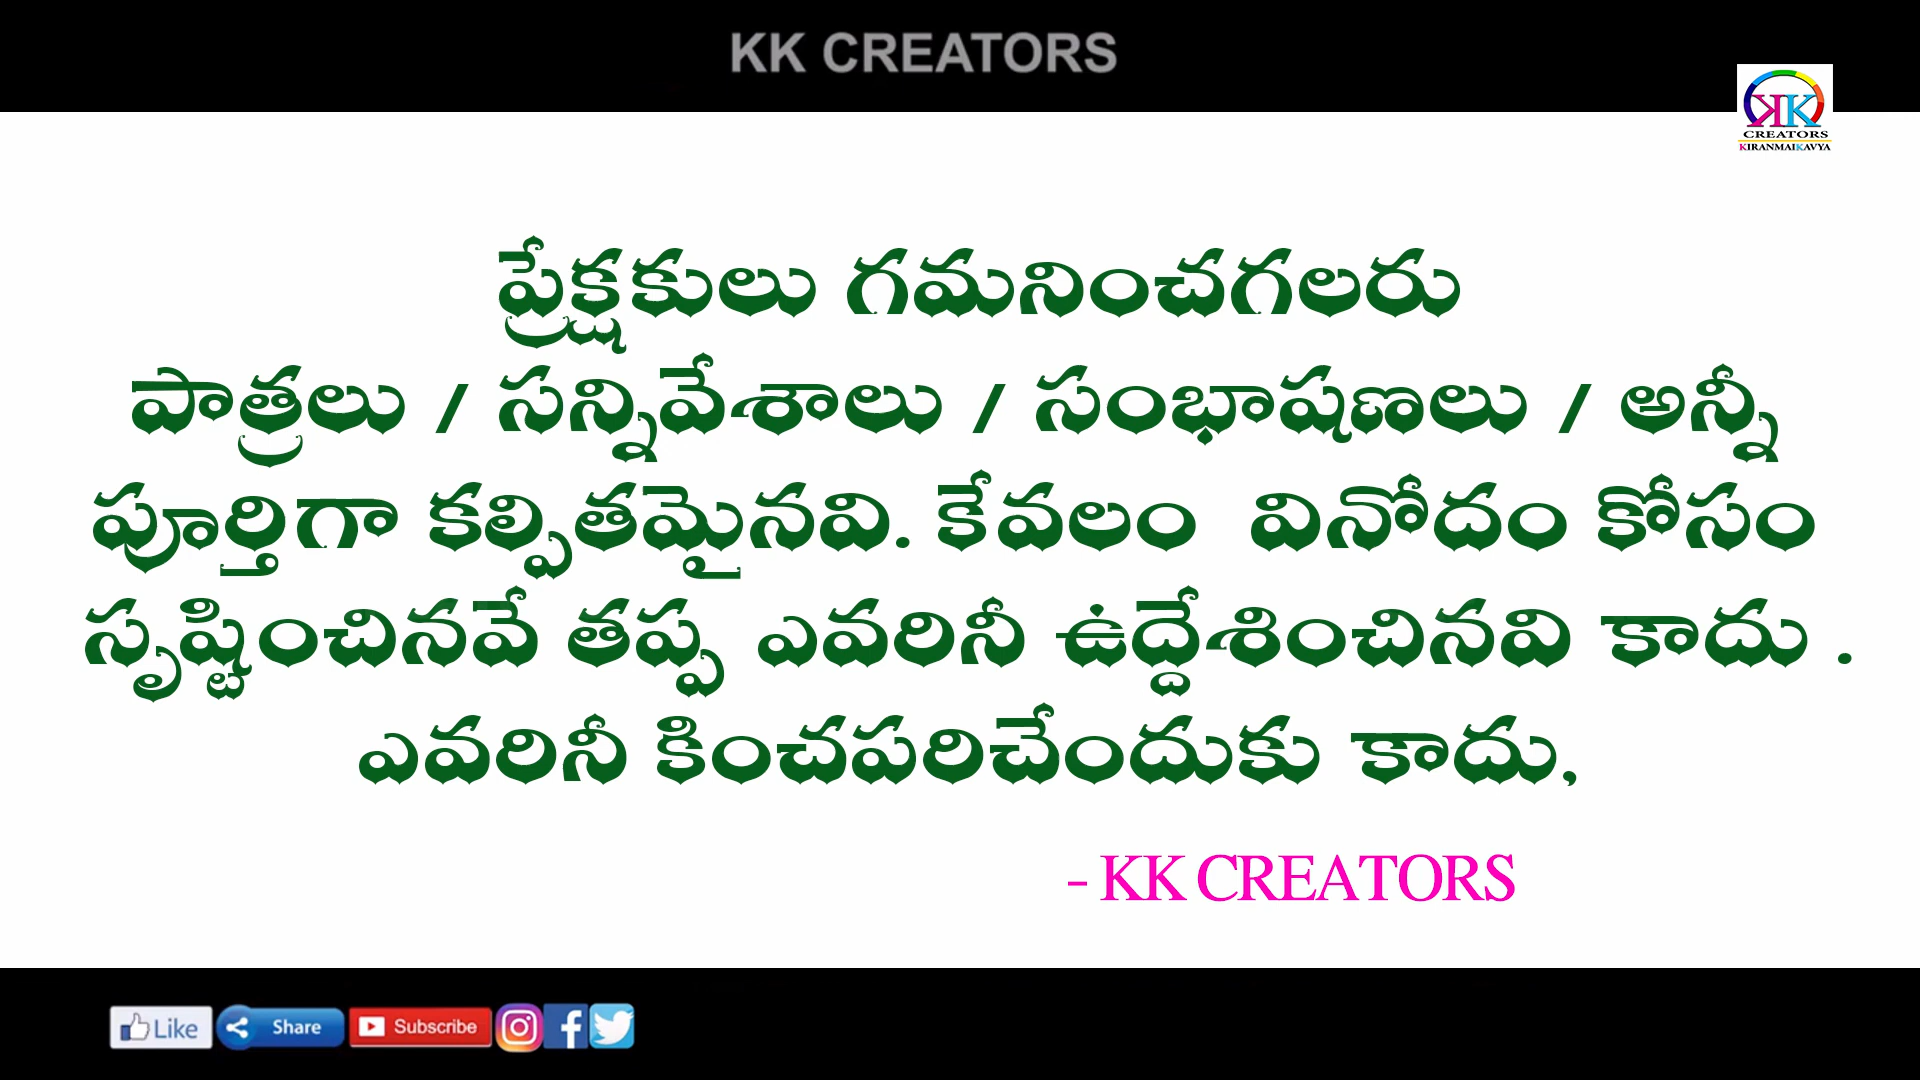 KK CREATORS
KK
CREATORS
KIRANMAIKAVYA
ప్రేక్షకులు గమనించగలరు
పాత్రలు / సన్నివేశాలు / సంభాషణలు / అన్నీ
పూర్తిగా కల్పితమైనవి. కేవలం వినోదం కోసం
సృష్టించినవే తప్ప ఎవరినీ ఉద్దేశించినవి కాదు .
ఎవరినీ కించపరిచేందుకు కాదు,
- KK CREATORS
Like Share Subscribe